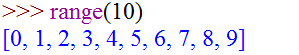 >>> range(10)
[0, 1, 2, 3, 4, 5, 6, 7, 8, 9]